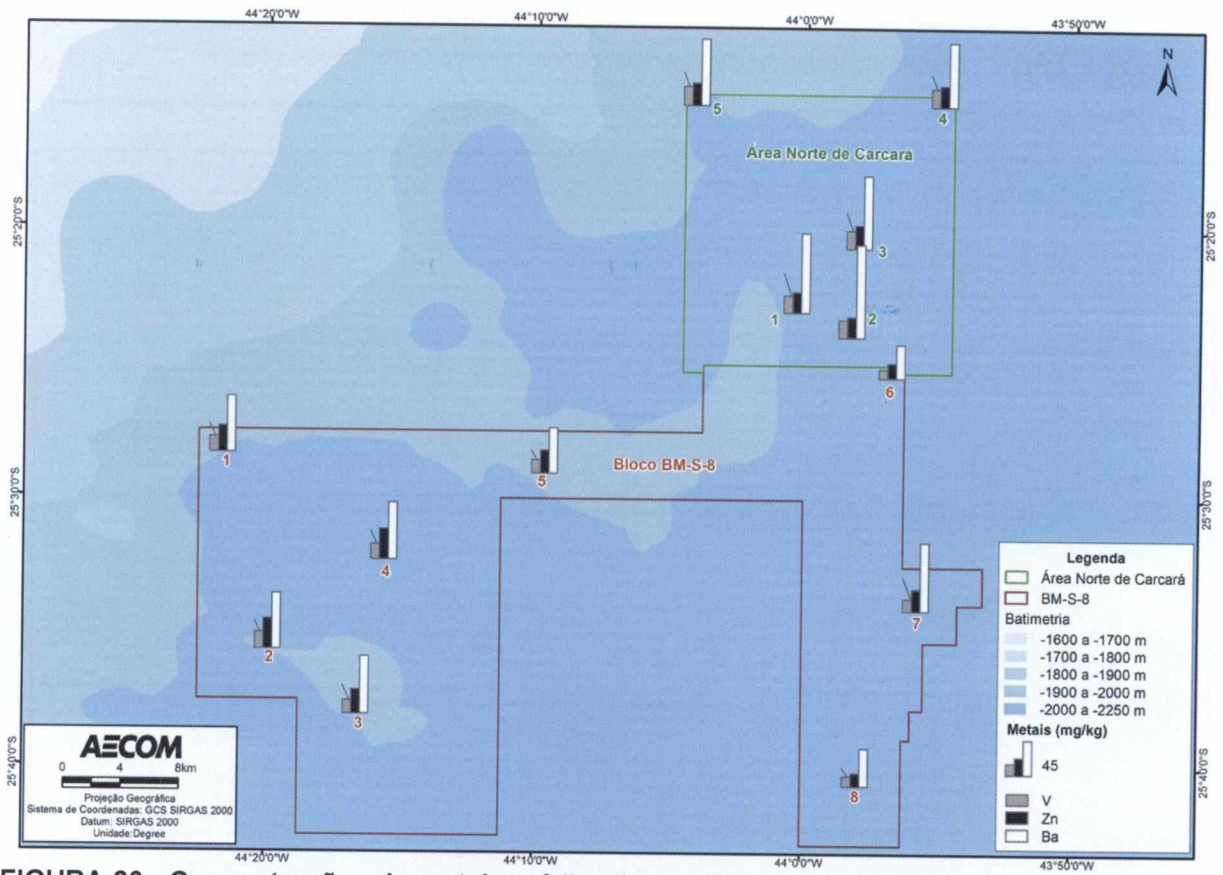 44°20'0"W 44°10'0"W 44°0'0"W 43°50'0"W
N
5
4
Área Norte de Carcará
25°20'0"S 25°20'0"S
3
1 2
6
1
5 Bloco BM-S-8
25°30'0"S 25°30'0"S
4
7
2
3
8
25°40'0"S 25°40'0"S
Legenda
Área Norte de Carcará
BM-S-8
Batimetria
-1600 a -1700 m
-1700 a -1800 m
-1800 a -1900 m
-1900 a -2000 m
-2000 a -2250 m
Metais (mg/kg)
45
V
Zn
Ba
AECOM
0 4 8km
Projeção Geográfica
Sistema de Coordenadas: GCS SIRGAS 2000
Datum: SIRGAS 2000
Unidade:Degree
44°20'0"W 44°10'0"W 44°0'0"W 43°50'0"W